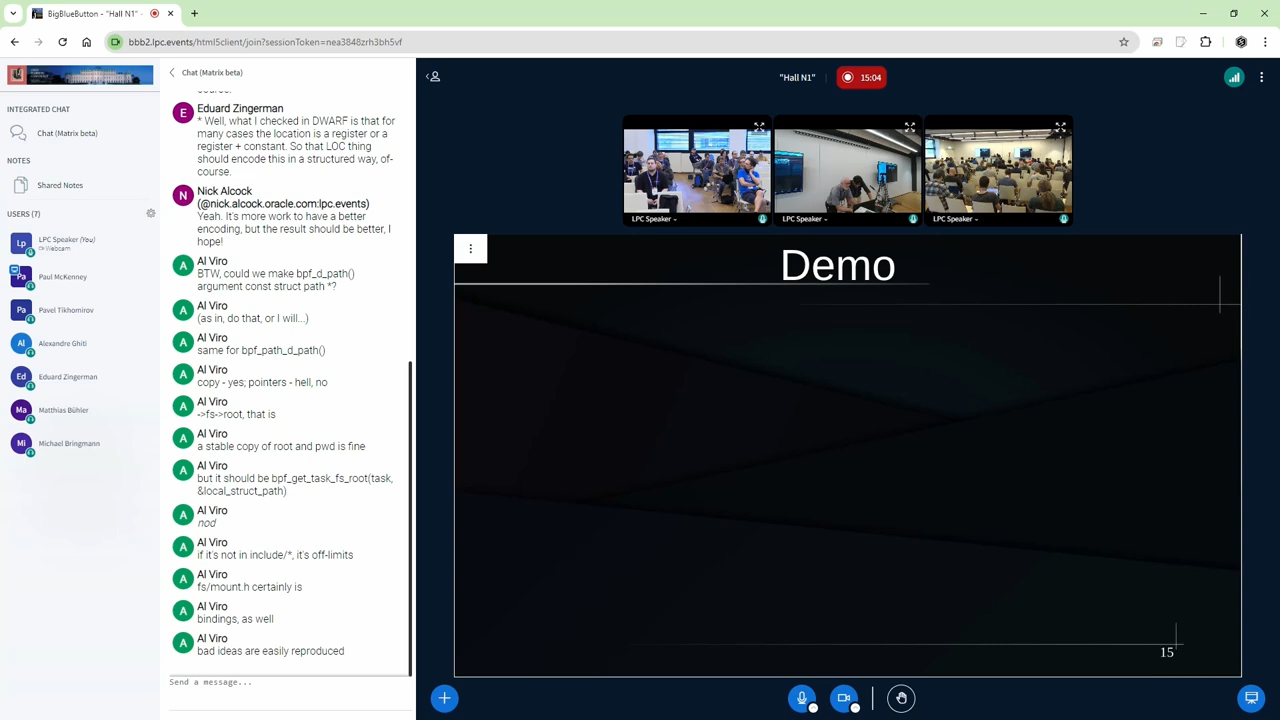 BigBlueButton - "Hall N1" -
bbb2.lpc.events/html5client/join?sessionToken=nea3848zrh3bh5vf
INTEGRATED CHAT
Chat (Matrix beta)
NOTES
Shared Notes
USERS (7)
Lp
LPC Speaker (You)
Webcam
Pa
Paul McKenney
Pa
Pavel Tikhomirov
Al
Alexandre Ghiti
Ed
Eduard Zingerman
Ma
Matthias Bühler
Mi
Michael Bringmann
Chat (Matrix beta)
E
Eduard Zingerman
* Well, what I checked in DWARF is that for
many cases the location is a register or a
register + constant. So that LOC thing
should encode this in a structured way, of-
course.
N
Nick Alcock
(@nick.alcock.oracle.com:lpc.events)
Yeah. It's more work to have a better
encoding, but the result should be better, I
hope!
A
Al Viro
BTW, could we make bpf_d_path()
argument const struct path *?
A
Al Viro
(as in, do that, or I will...)
A
Al Viro
same for bpf_path_d_path()
A
Al Viro
copy - yes; pointers - hell, no
A
Al Viro
->fs->root, that is
A
Al Viro
a stable copy of root and pwd is fine
A
Al Viro
but it should be bpf_get_task_fs_root(task,
&local_struct_path)
A
Al Viro
nod
A
Al Viro
if it's not in include/*, it's off-limits
A
Al Viro
fs/mount.h certainly is
A
Al Viro
bindings, as well
A
Al Viro
bad ideas are easily reproduced
Send a message...
"Hall N1"
15:04
LPC Speaker
LPC Speaker
LPC Speaker
Demo
15